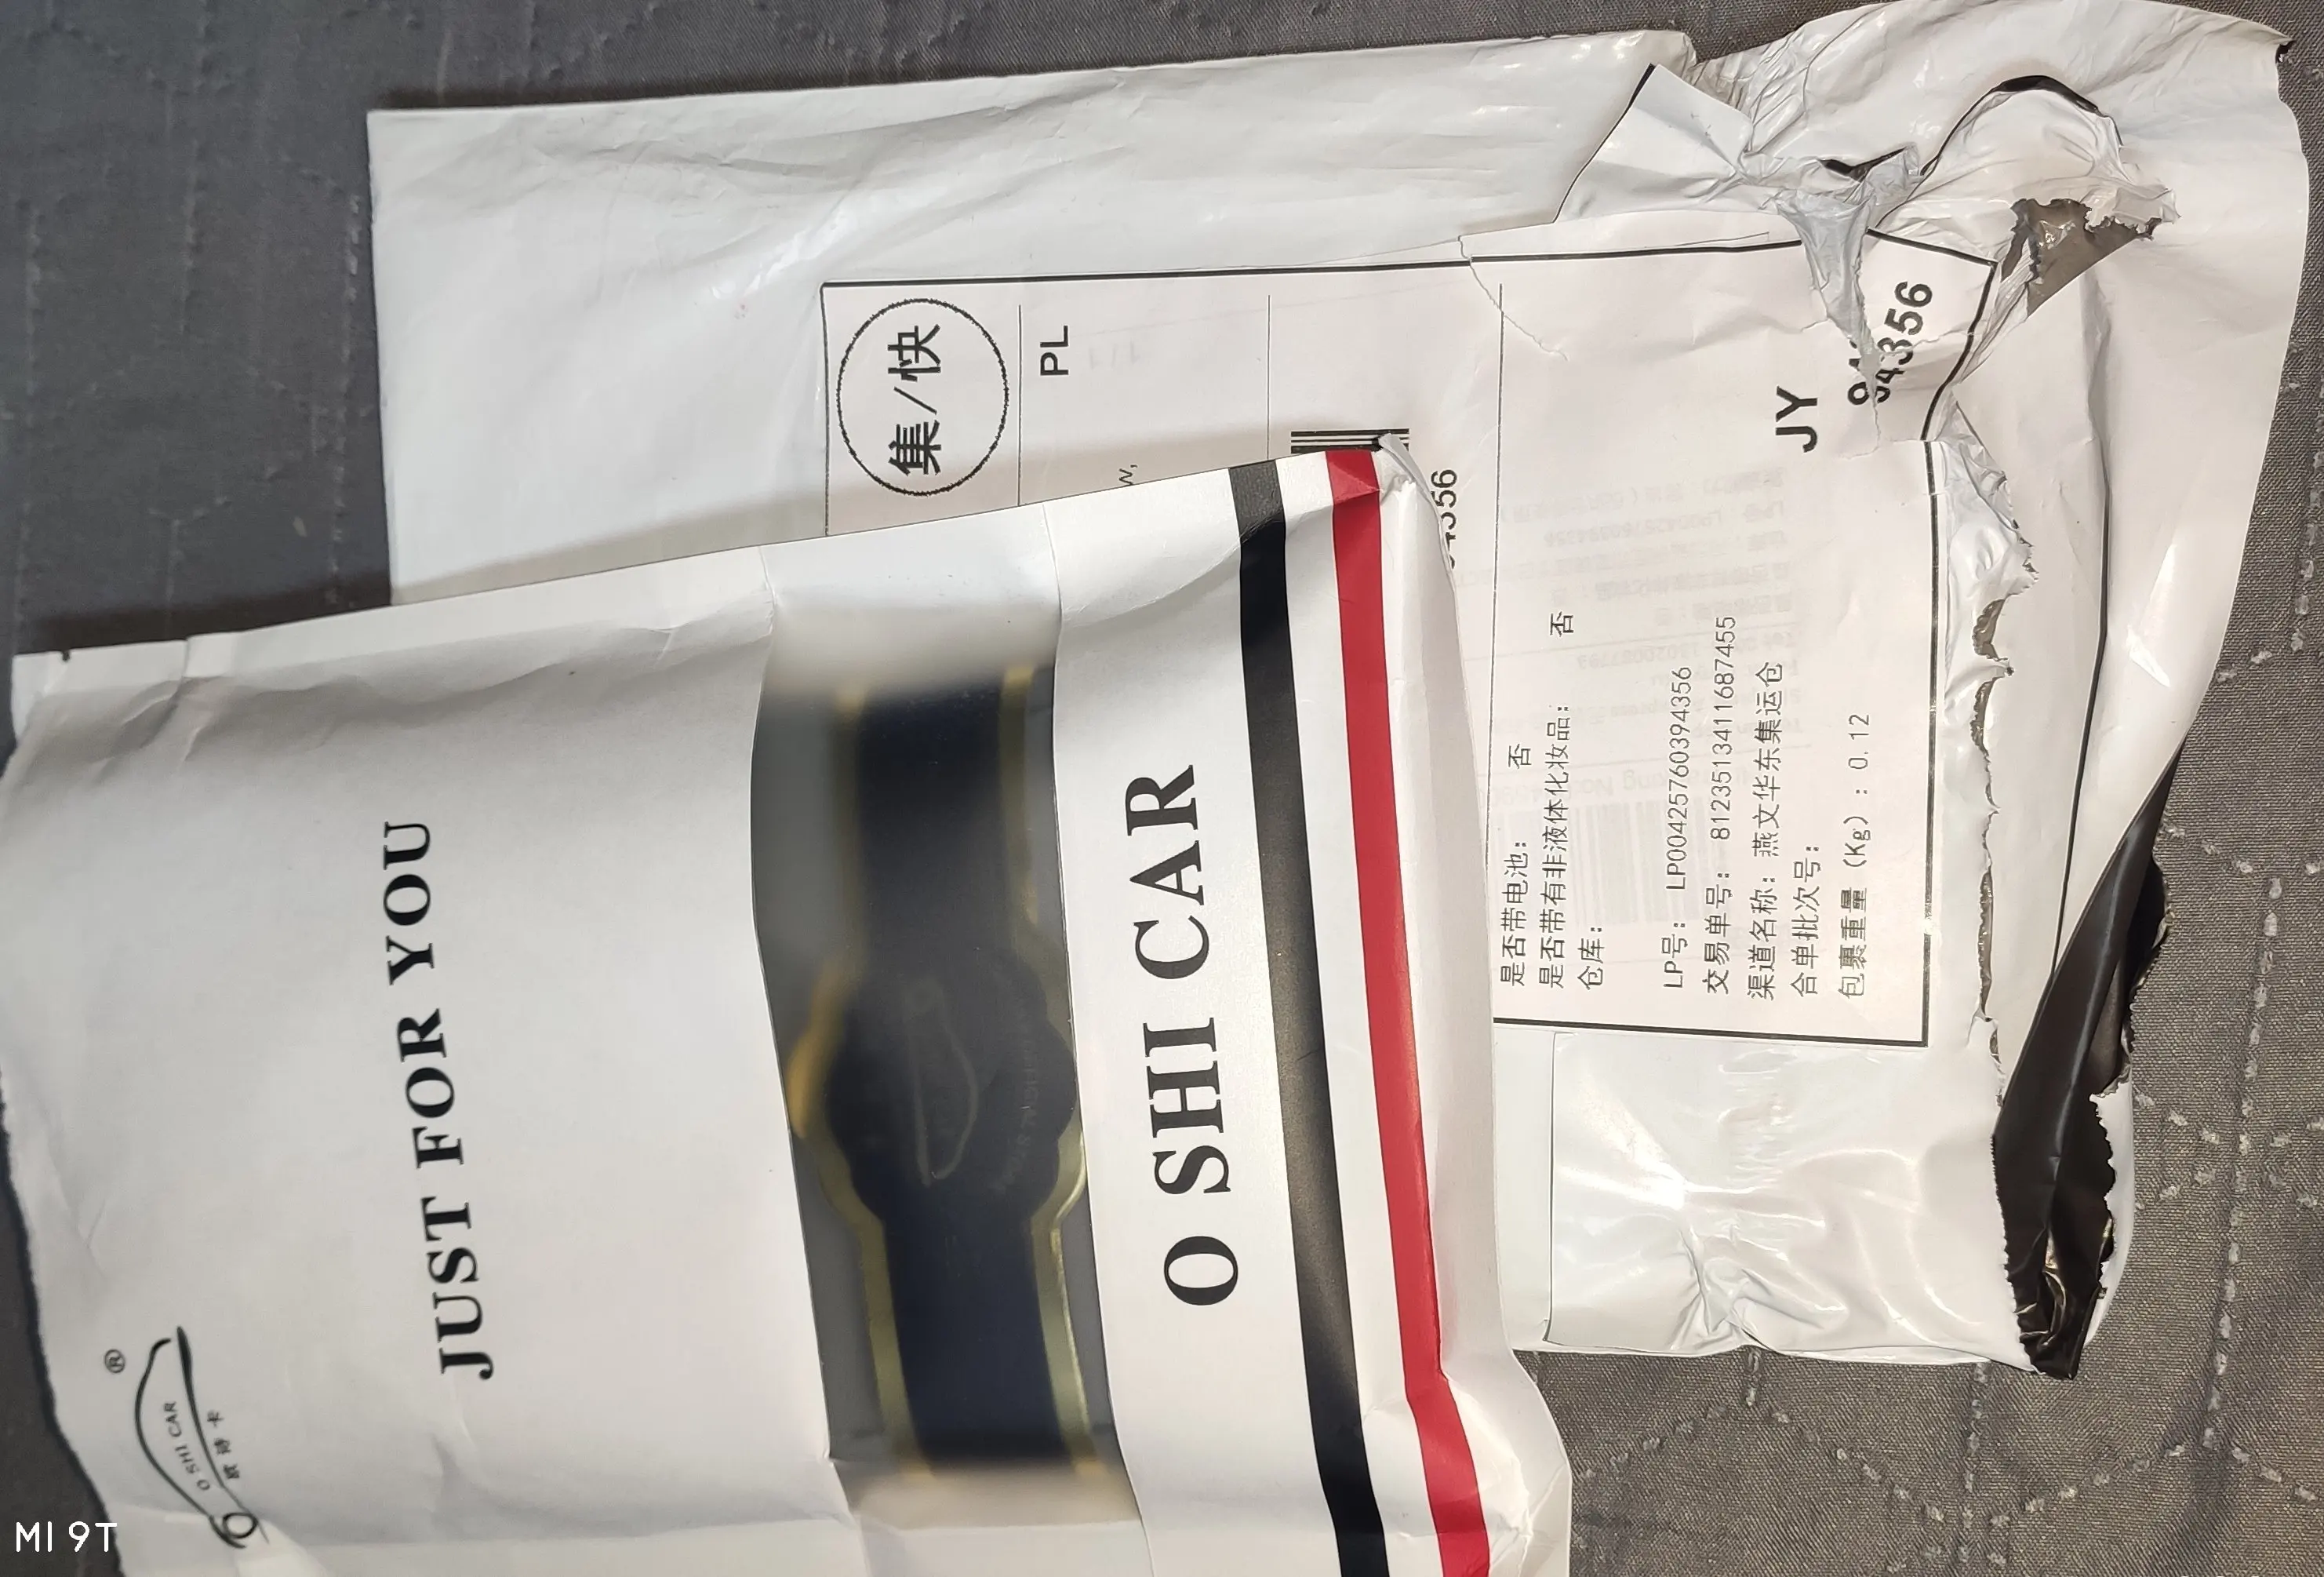 ®
O SHI CAR
欧诗卡
JUST FOR YOU
O SHI CAR
集/快
PL
w,
是否带电池: 否
是否带有非液体化妆品: 否
仓库:
LP号: LP00425760394356
交易单号: 8123513411687455
渠道名称: 燕文华东集运仓
合单批次号:
包裹重量 (Kg) : 0.12
JY
MI 9T